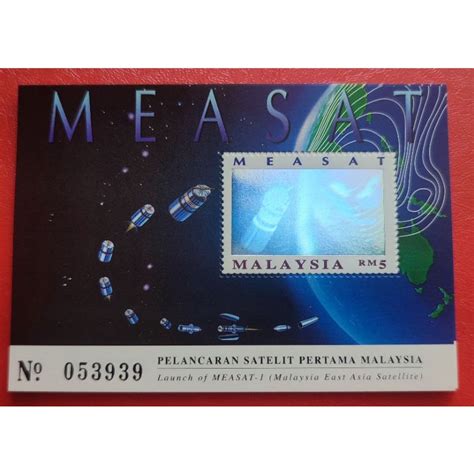 MEASAT
MEASAT
MALAYSIA RM5
PELANCARAN SATELIT PERTAMA MALAYSIA
Nº 053939
Launch of MEASAT-1 (Malaysia East Asia Satellite)